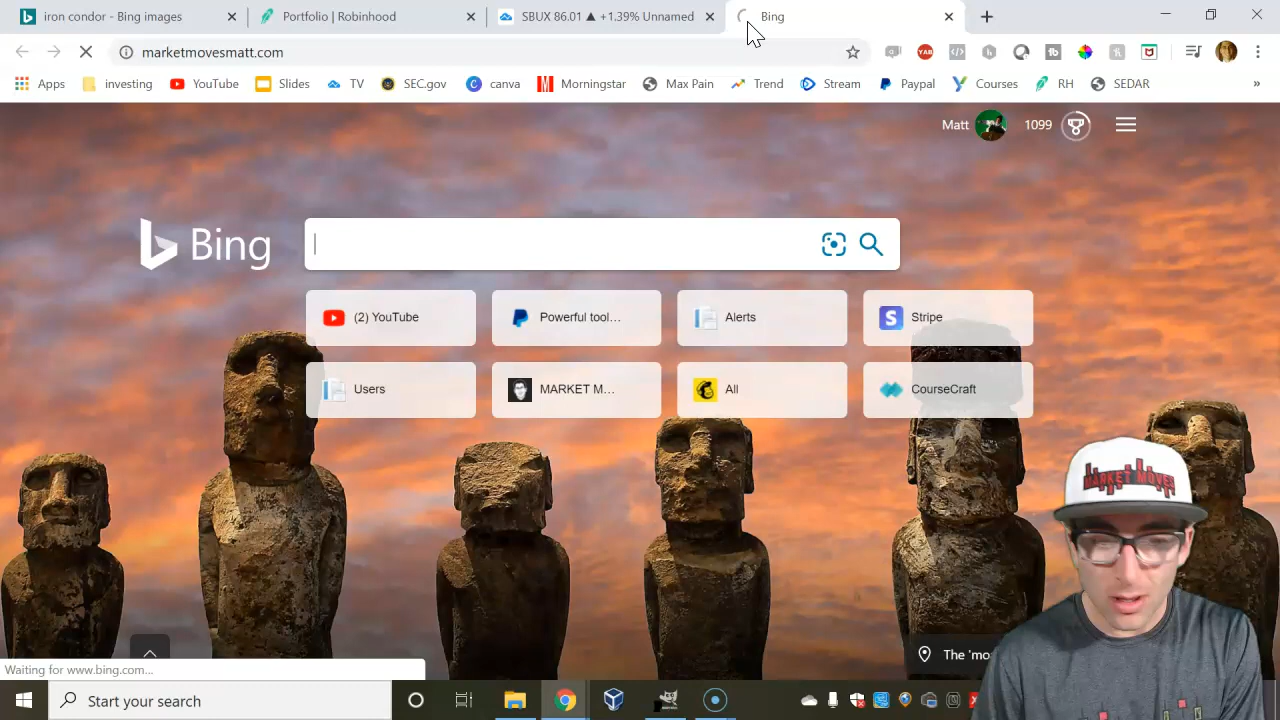 iron condor - Bing images
Portfolio | Robinhood
SBUX 86.01 ▲ +1.39% Unnamed
Bing
marketmovesmatt.com
Apps
investing
YouTube
Slides
TV
SEC.gov
canva
Morningstar
Max Pain
Trend
Stream
Paypal
Courses
RH
SEDAR
»
Matt
1099
Bing
(2) YouTube
Powerful tool...
Alerts
Stripe
Users
MARKET M...
All
CourseCraft
MARKET MOVES
The 'mo
Waiting for www.bing.com...
Start your search